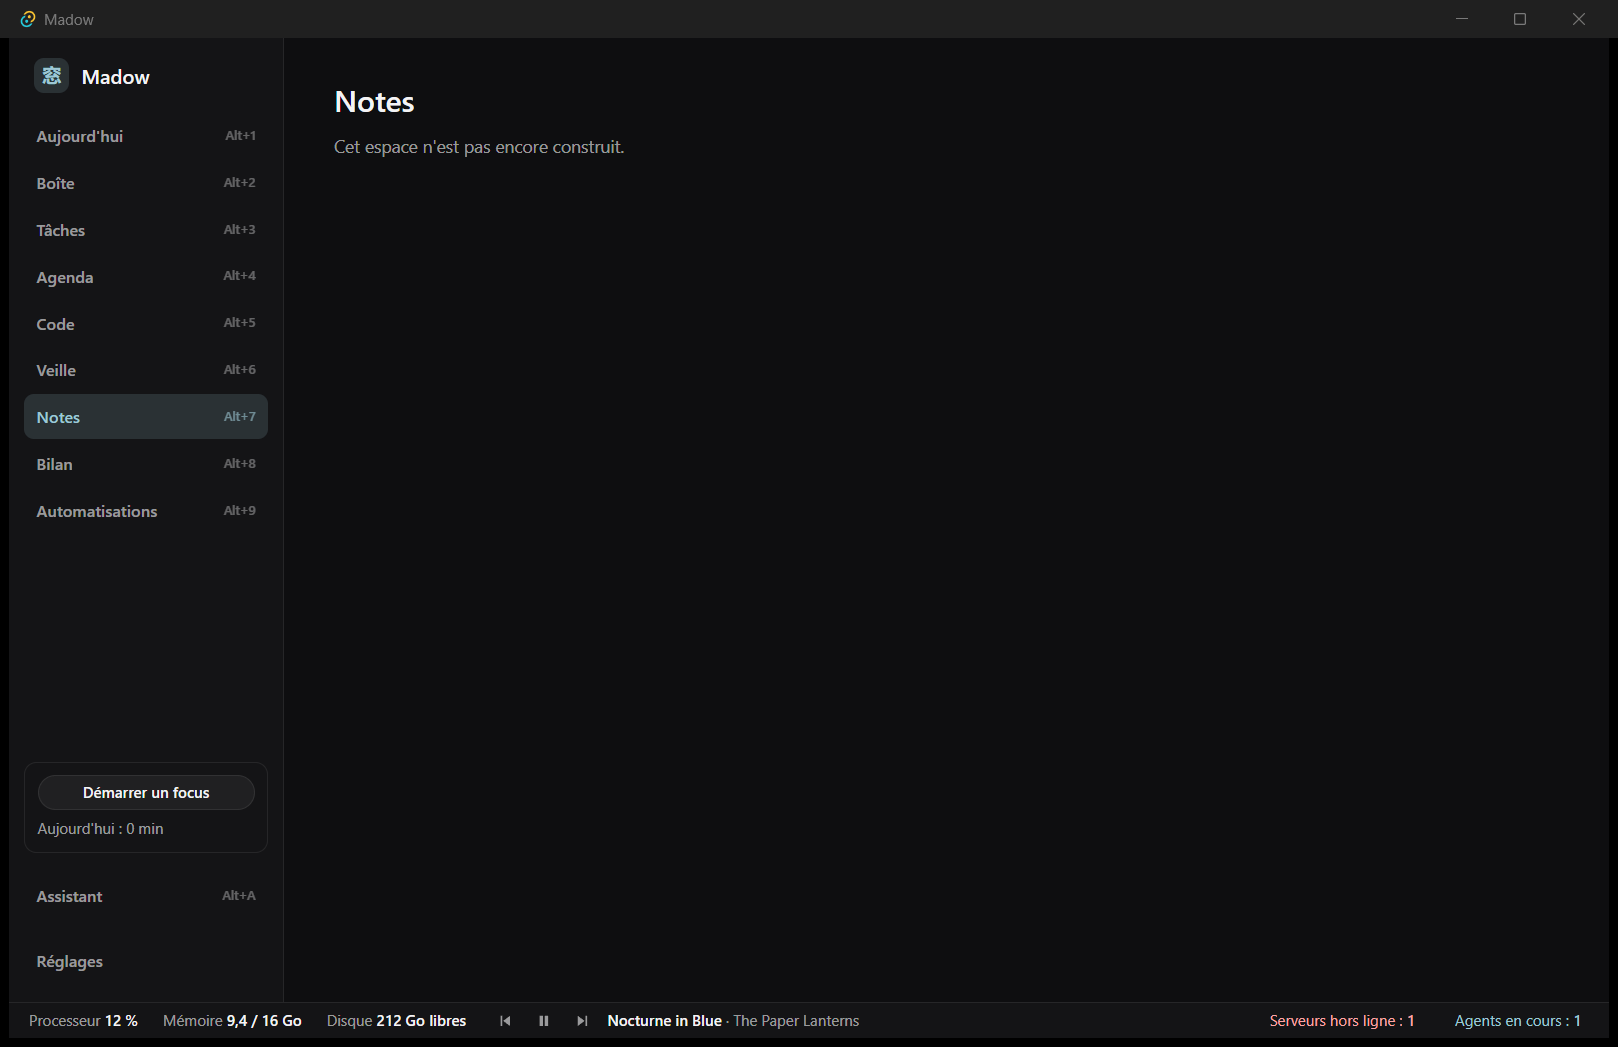 Madow
窓 Madow
Aujourd'hui Alt+1
Boîte Alt+2
Tâches Alt+3
Agenda Alt+4
Code Alt+5
Veille Alt+6
Notes Alt+7
Bilan Alt+8
Automatisations Alt+9
Démarrer un focus
Aujourd'hui : 0 min
Assistant Alt+A
Réglages
Notes
Cet espace n'est pas encore construit.
Processeur 12 % Mémoire 9,4 / 16 Go Disque 212 Go libres Nocturne in Blue · The Paper Lanterns Serveurs hors ligne : 1 Agents en cours : 1